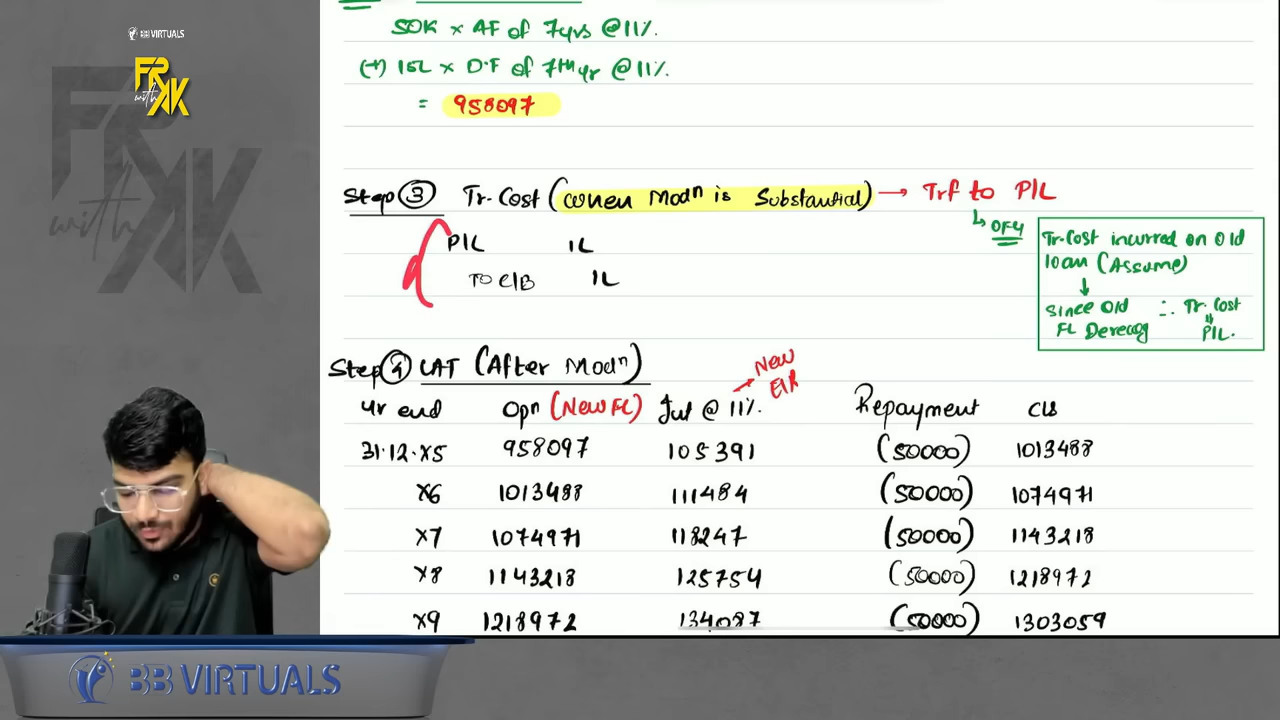 BB VIRTUALS
FR
with
KK
50K × AF of 7yrs @ 11%.
(+) 15L × D.F of 7th yr @ 11%.
= 958097
Step ③ Tr. Cost (when Modn is Substantial) → Trf to P/L
↳ OF4
P/L 1L
To C/B 1L
Tr. Cost incurred on Old
loan (Assume)
↓
Since Old ∴ Tr. Cost
FL Derecog P/L.
Step ④ LAT (After Modn)
→ New
EIR
Yr end Opn (New FL) Int @ 11%. Repayment Cls
31.12.X5 958097 105391 (50000) 1013488
X6 1013488 111484 (50000) 1074971
X7 1074971 118247 (50000) 1143218
X8 1143218 125754 (50000) 1218972
X9 1218972 134087 (50000) 1303059
BB VIRTUALS